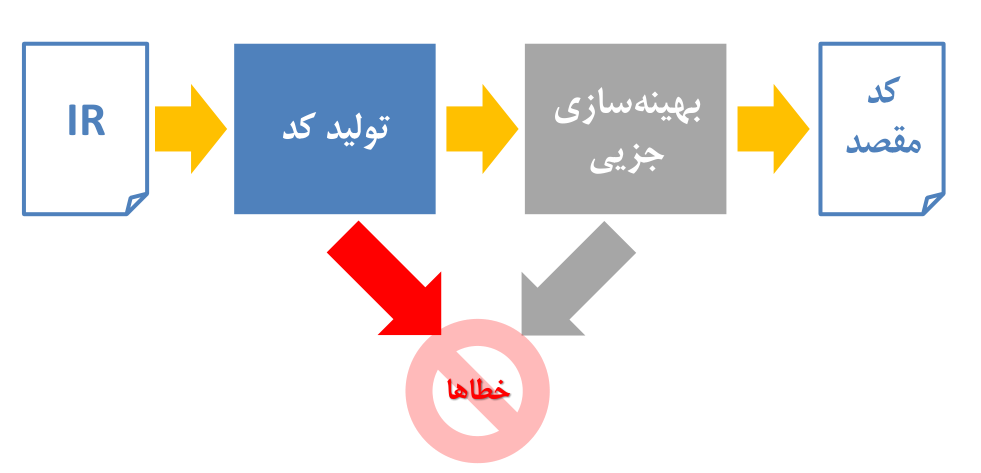 IR
تولید کد
بهینه‌سازی
جزیی
کد
مقصد
خطاها